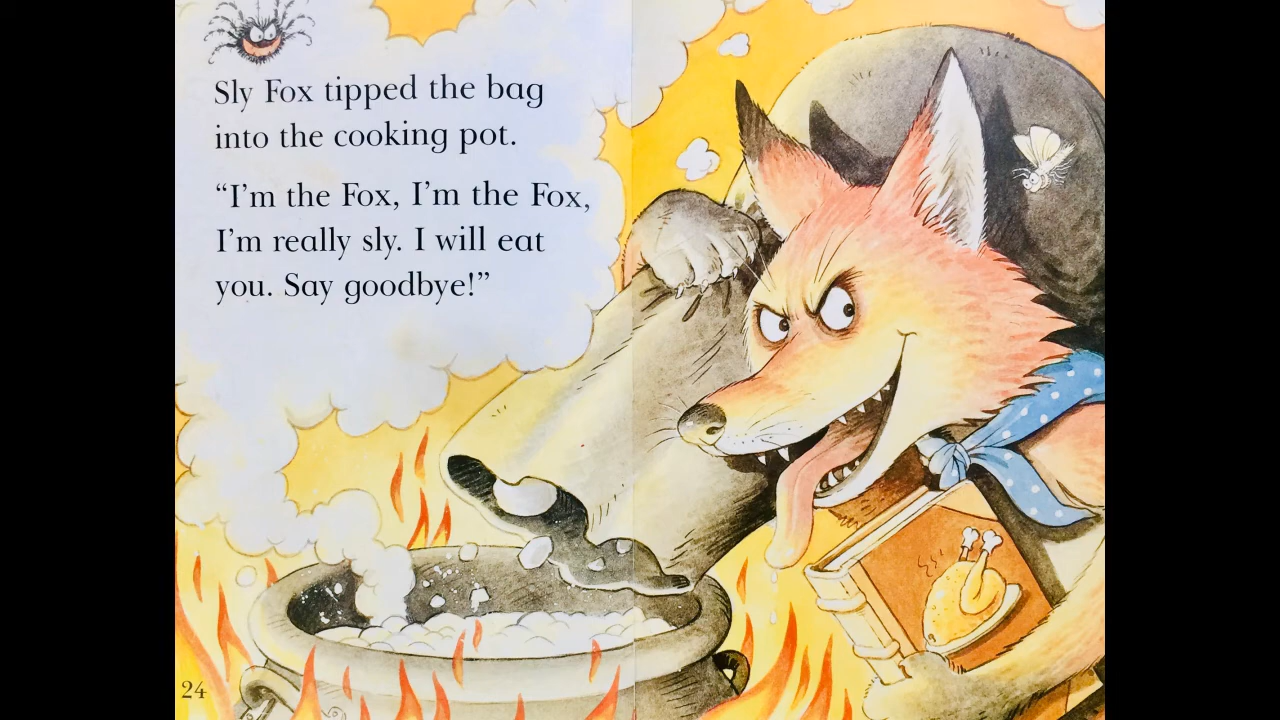 Sly Fox tipped the bag
into the cooking pot.
“I’m the Fox, I’m the Fox,
I’m really sly. I will eat
you. Say goodbye!”
24